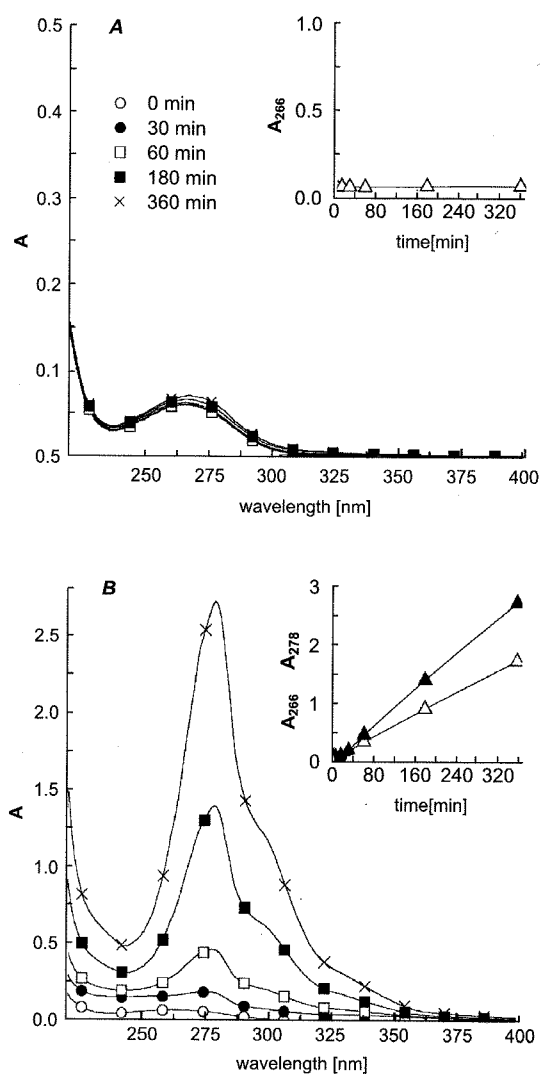 A
0.5
0.4
0.3
0.2
0.1
0.5
A
0 min
30 min
60 min
180 min
360 min
1.0
0.5
0.0
A266
0 80 160 240 320
time[min]
250 275 300 325 350 375 400
wavelength [nm]
B
2.5
2.0
1.5
1.0
0.5
0.0
A
3
2
1
0
A266 A278
0 80 160 240 320
time[min]
250 275 300 325 350 375 400
wavelength [nm]